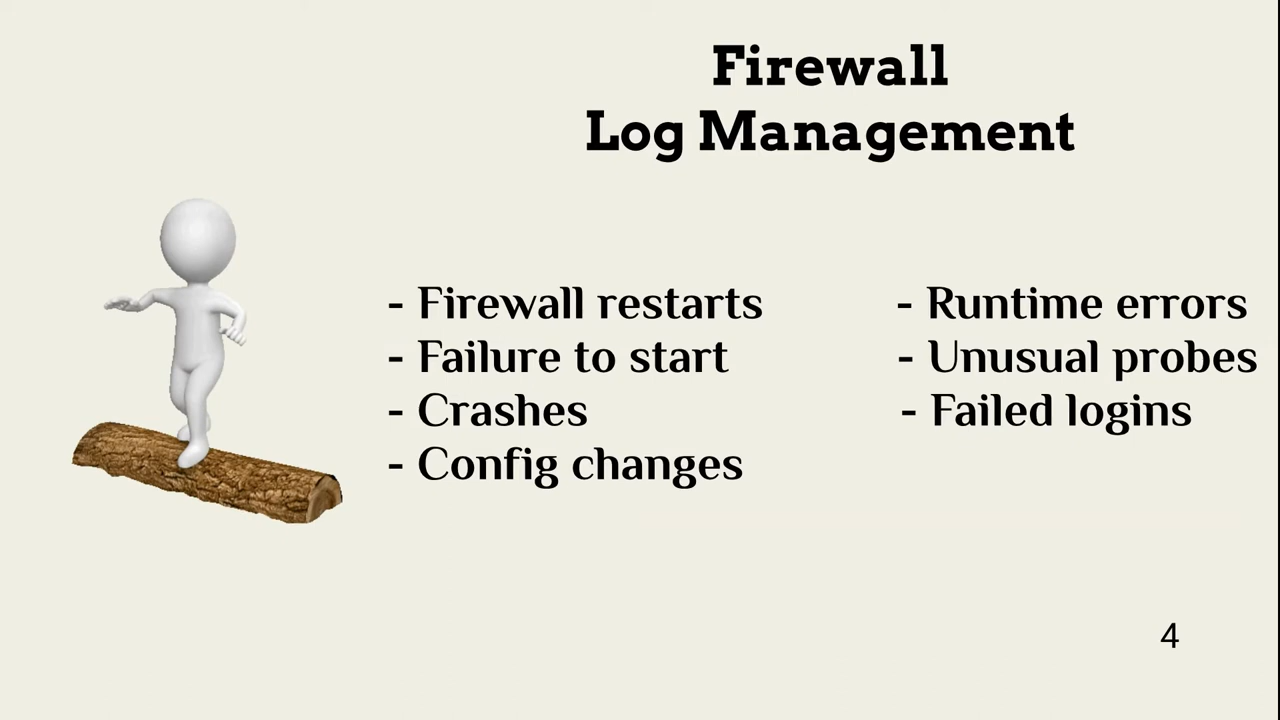 Firewall
Log Management
- Firewall restarts
- Failure to start
- Crashes
- Config changes
- Runtime errors
- Unusual probes
- Failed logins
4